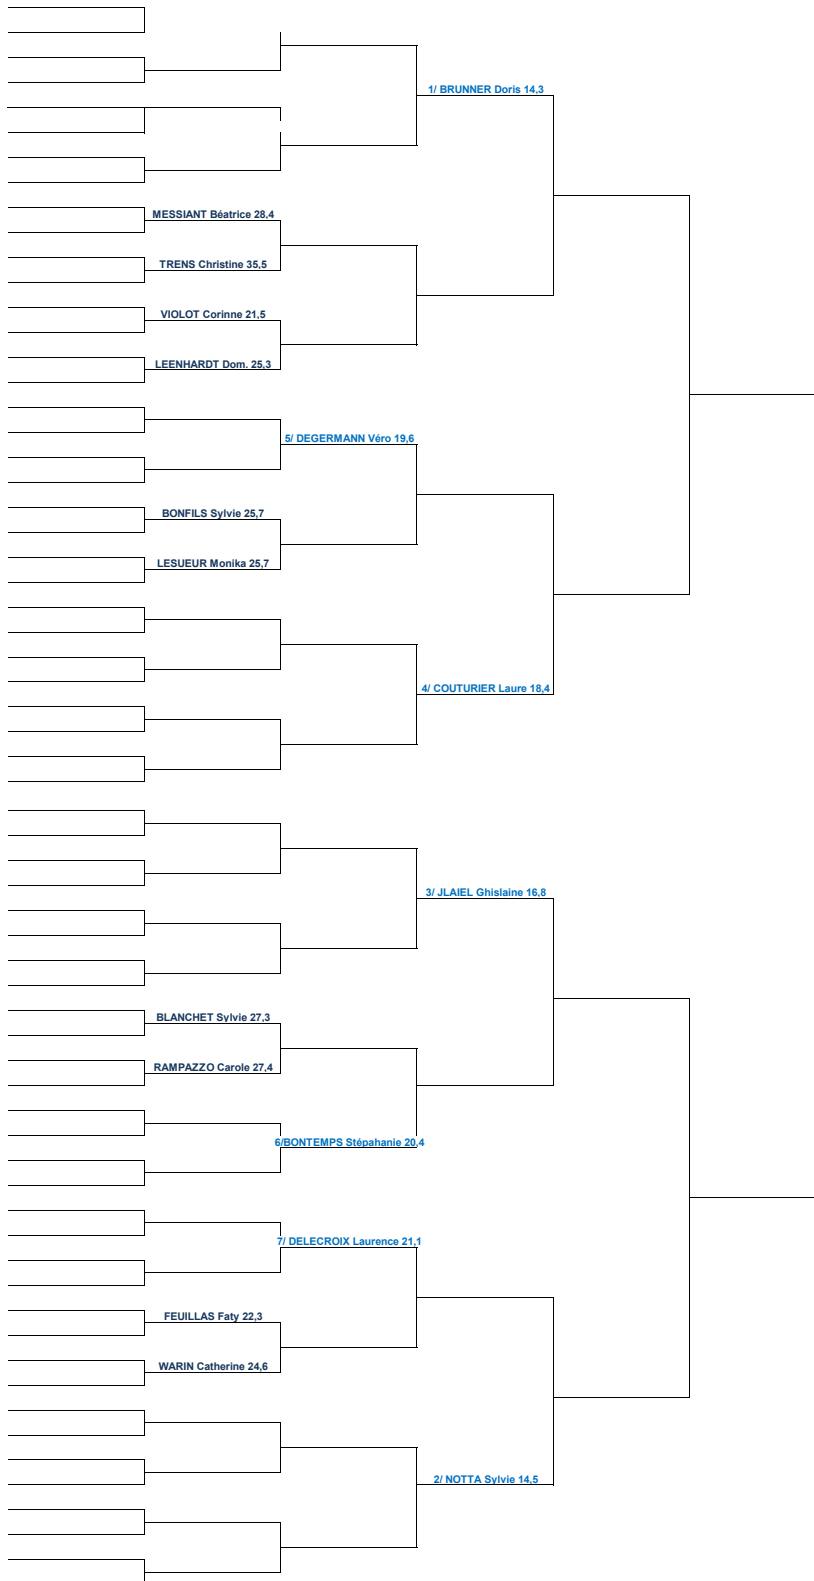 1/ BRUNNER Doris 14,3
MESSIANT Béatrice 28,4
TRENS Christine 35,5
VIOLOT Corinne 21,5
LEENHARDT Dom. 25,3
5/ DEGERMANN Véro 19,6
BONFILS Sylvie 25,7
LESUEUR Monika 25,7
4/ COUTURIER Laure 18,4
3/ JLAIEL Ghislaine 16,8
BLANCHET Sylvie 27,3
RAMPAZZO Carole 27,4
6/BONTEMPS Stépahanie 20,4
7/ DELECROIX Laurence 21,1
FEUILLAS Faty 22,3
WARIN Catherine 24,6
2/ NOTTA Sylvie 14,5